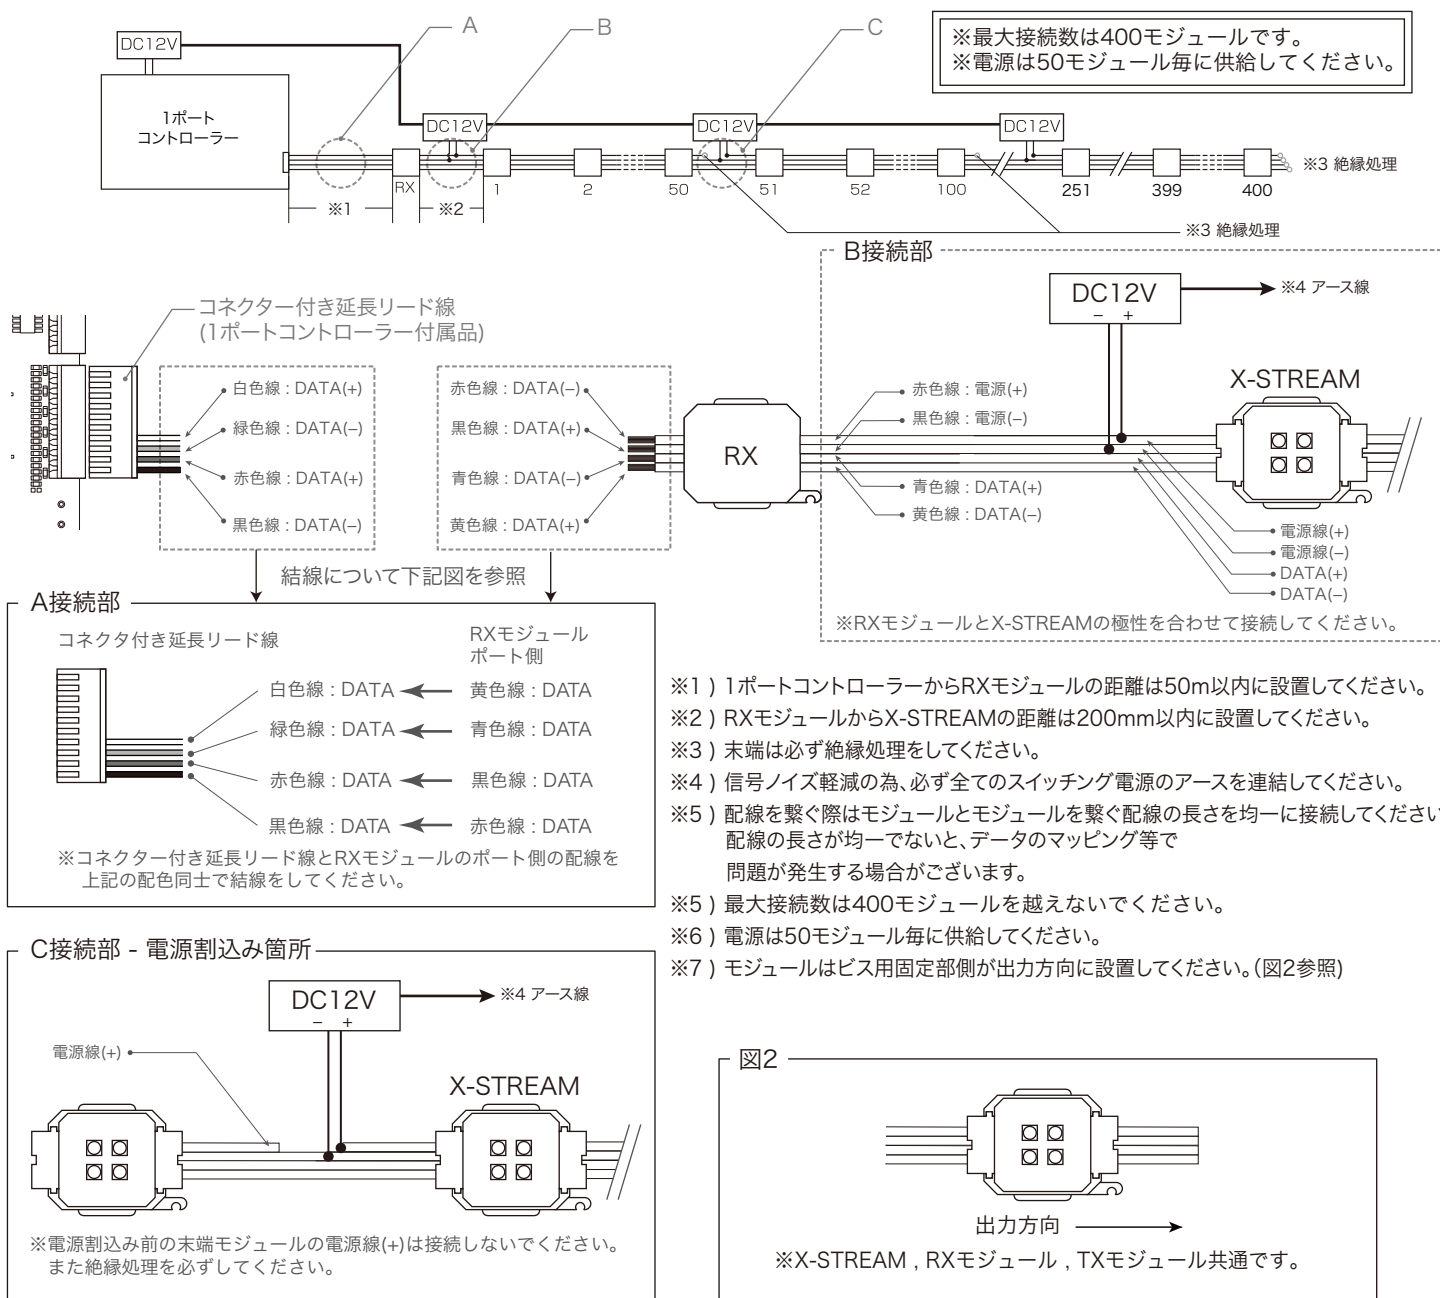 A
B
C
※最大接続数は400モジュールです。
※電源は50モジュール毎に供給してください。
DC12V
1ポート
コントローラー
DC12V
DC12V
DC12V
RX
1
2
50
51
52
100
251
399
400
※3 絶縁処理
※1
※2
※3 絶縁処理
コネクター付き延長リード線
(1ポートコントローラー付属品)
白色線 : DATA(+)
緑色線 : DATA(−)
赤色線 : DATA(+)
黒色線 : DATA(−)
赤色線 : DATA(−)
黒色線 : DATA(+)
青色線 : DATA(−)
黄色線 : DATA(+)
RX
結線について下記図を参照
B接続部
DC12V
− +
※4 アース線
X-STREAM
赤色線 : 電源(+)
黒色線 : 電源(−)
青色線 : DATA(+)
黄色線 : DATA(−)
電源線(+)
電源線(−)
DATA(+)
DATA(−)
※RXモジュールとX-STREAMの極性を合わせて接続してください。
A接続部
コネクタ付き延長リード線
RXモジュール
ポート側
白色線 : DATA 黄色線 : DATA
緑色線 : DATA 青色線 : DATA
赤色線 : DATA 黒色線 : DATA
黒色線 : DATA 赤色線 : DATA
※コネクター付き延長リード線とRXモジュールのポート側の配線を
上記の配色同士で結線をしてください。
※1 ) 1ポートコントローラーからRXモジュールの距離は50m以内に設置してください。
※2 ) RXモジュールからX-STREAMの距離は200mm以内に設置してください。
※3 ) 末端は必ず絶縁処理をしてください。
※4 ) 信号ノイズ軽減の為、必ず全てのスイッチング電源のアースを連結してください。
※5 ) 配線を繋ぐ際はモジュールとモジュールを繋ぐ配線の長さを均一に接続してください
配線の長さが均一でないと、データのマッピング等で
問題が発生する場合がございます。
※5 ) 最大接続数は400モジュールを越えないでください。
※6 ) 電源は50モジュール毎に供給してください。
※7 ) モジュールはビス用固定部側が出力方向に設置してください。(図2参照)
C接続部 - 電源割込み箇所
DC12V
− +
※4 アース線
電源線(+)
X-STREAM
※電源割込み前の末端モジュールの電源線(+)は接続しないでください。
また絶縁処理を必ずしてください。
図2
出力方向
※X-STREAM , RXモジュール , TXモジュール共通です。